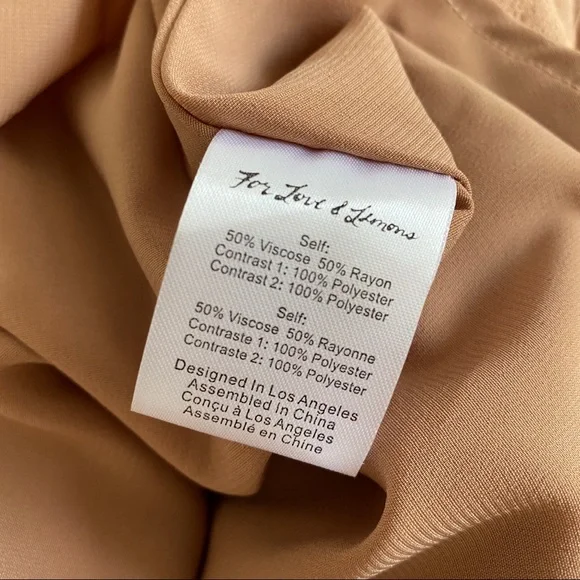 For Love & Lemons
Self:
50% Viscose 50% Rayon
Contrast 1: 100% Polyester
Contrast 2: 100% Polyester
Self:
50% Viscose 50% Rayonne
Contraste 1: 100% Polyester
Contraste 2: 100% Polyester
Designed In Los Angeles
Assembled in China
Conçu à Los Angeles
Assemblé en Chine